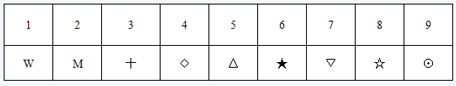 1 2 3 4 5 6 7 8 9
W M + ◇ △ ★ ▽ ☆ ⊙